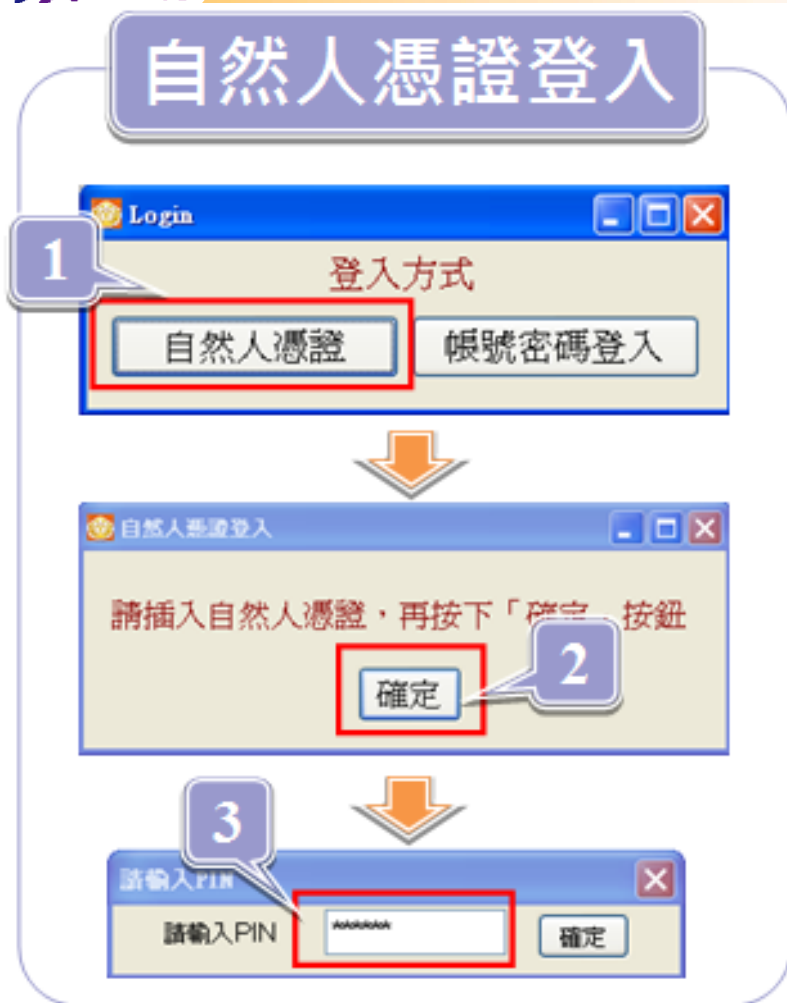 自然人憑證登入
Login
1
登入方式
自然人憑證 帳號密碼登入
自然人憑證登入
請插入自然人憑證，再按下「確定」按鈕
2
確定
3
請輸入PIN
請輸入PIN ****** 確定